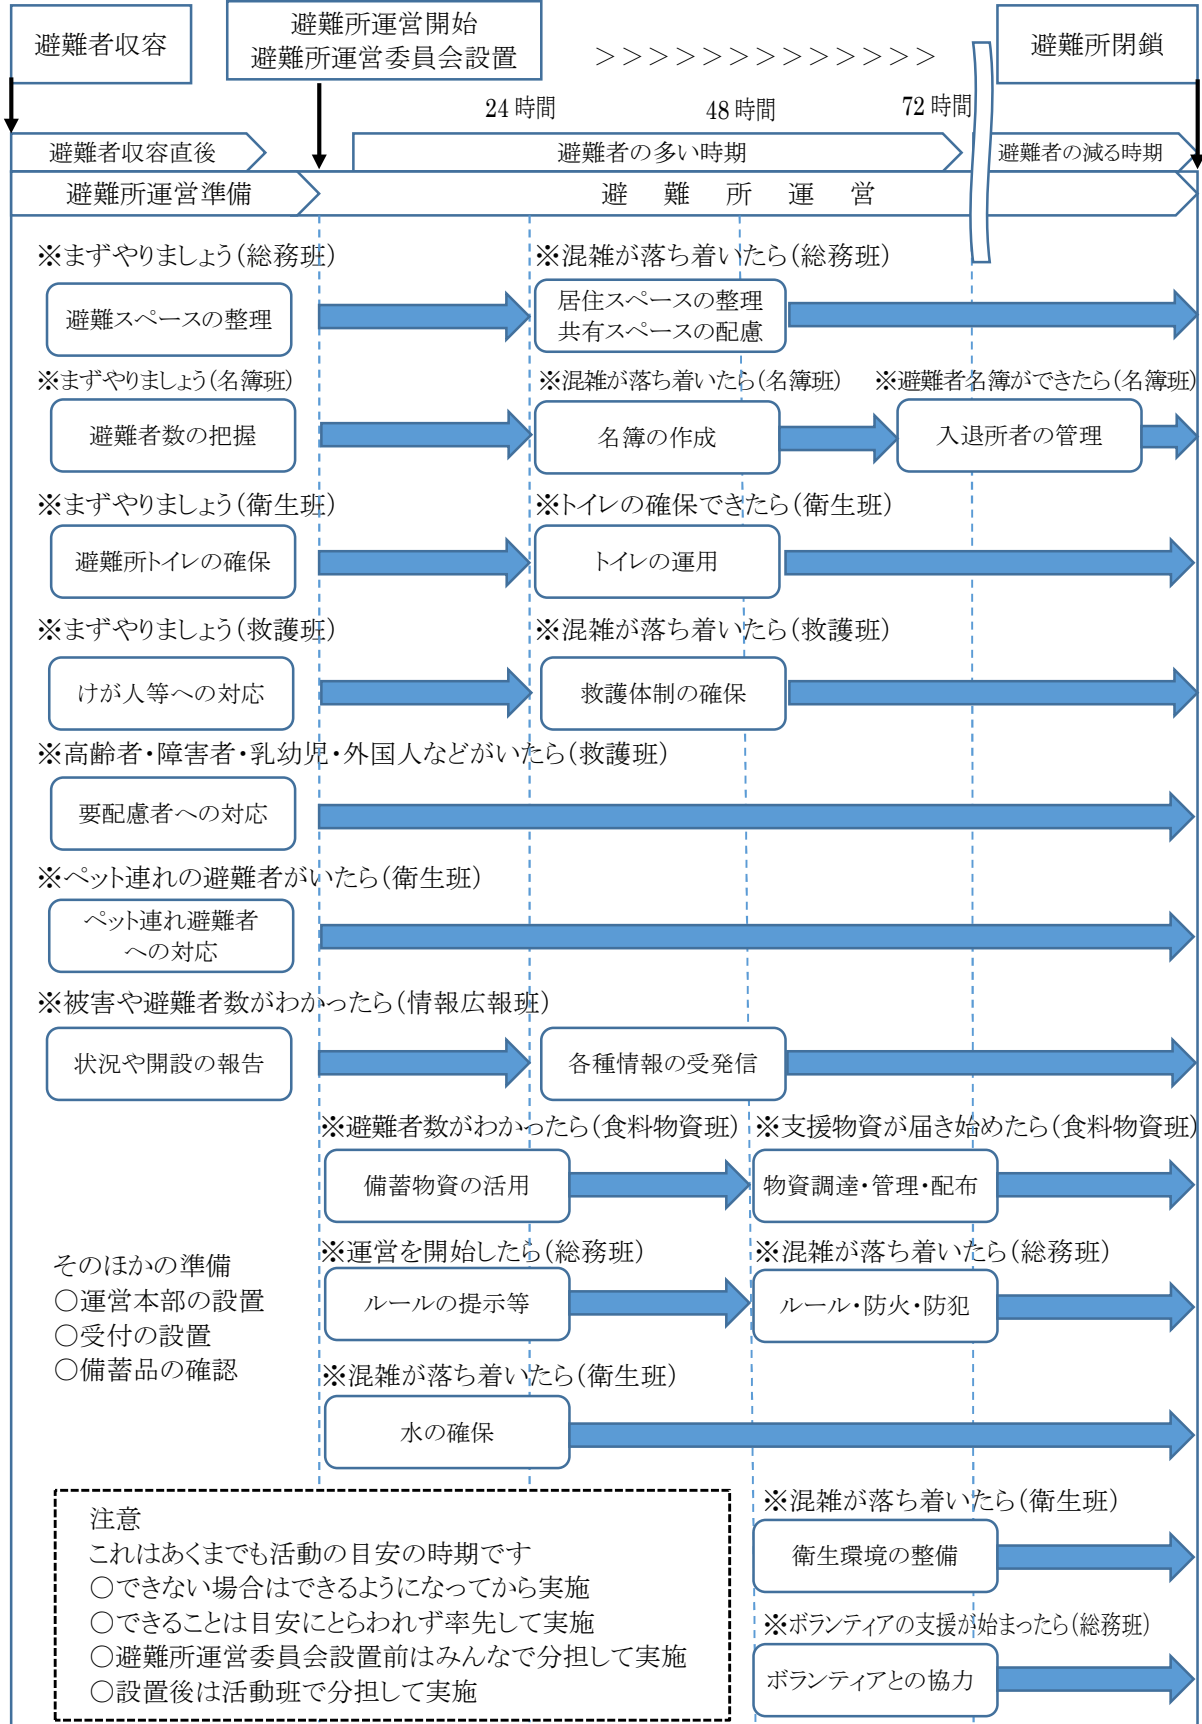 避難者収容
避難所運営開始
避難所運営委員会設置
＞＞＞＞＞＞＞＞＞＞＞＞＞
避難所閉鎖
24 時間
48 時間
72 時間
避難者収容直後
避難者の多い時期
避難者の減る時期
避難所運営準備
避 難 所 運 営
※まずやりましょう(総務班)
※混雑が落ち着いたら(総務班)
避難スペースの整理
居住スペースの整理
共有スペースの配慮
※まずやりましょう(名簿班)
※混雑が落ち着いたら(名簿班)
※避難者名簿ができたら(名簿班)
避難者数の把握
名簿の作成
入退所者の管理
※まずやりましょう(衛生班)
※トイレの確保できたら(衛生班)
避難所トイレの確保
トイレの運用
※まずやりましょう(救護班)
※混雑が落ち着いたら(救護班)
けが人等への対応
救護体制の確保
※高齢者・障害者・乳幼児・外国人などがいたら(救護班)
要配慮者への対応
※ペット連れの避難者がいたら(衛生班)
ペット連れ避難者
への対応
※被害や避難者数がわかったら(情報広報班)
状況や開設の報告
各種情報の受発信
※避難者数がわかったら(食料物資班)
※支援物資が届き始めたら(食料物資班)
備蓄物資の活用
物資調達・管理・配布
※運営を開始したら(総務班)
※混雑が落ち着いたら(総務班)
ルールの提示等
ルール・防火・防犯
そのほかの準備
○運営本部の設置
○受付の設置
○備蓄品の確認
※混雑が落ち着いたら(衛生班)
水の確保
※混雑が落ち着いたら(衛生班)
衛生環境の整備
※ボランティアの支援が始まったら(総務班)
ボランティアとの協力
注意
これはあくまでも活動の目安の時期です
○できない場合はできるようになってから実施
○できることは目安にとらわれず率先して実施
○避難所運営委員会設置前はみんなで分担して実施
○設置後は活動班で分担して実施